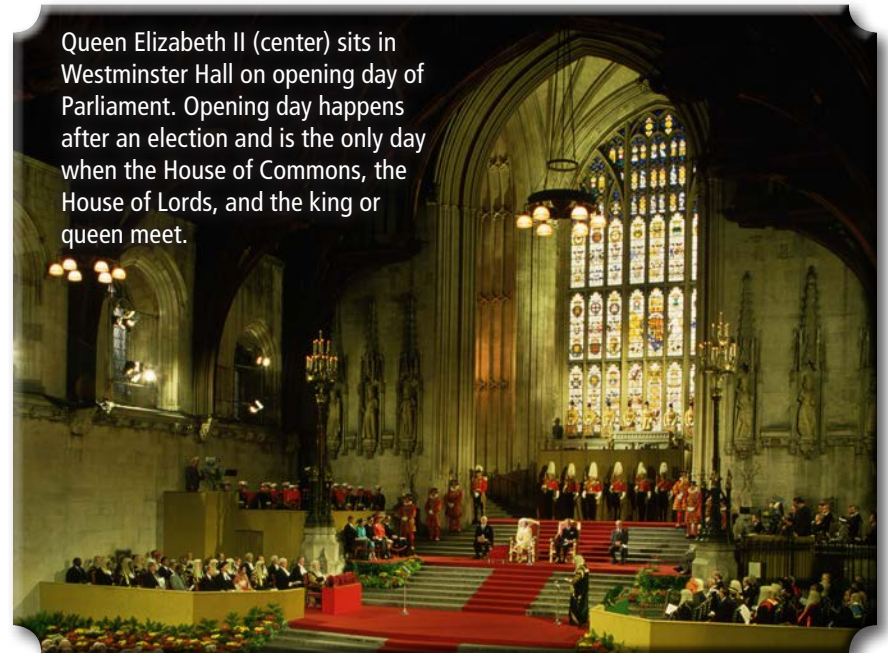 Queen Elizabeth II (center) sits in
Westminster Hall on opening day of
Parliament. Opening day happens
after an election and is the only day
when the House of Commons, the
House of Lords, and the king or
queen meet.